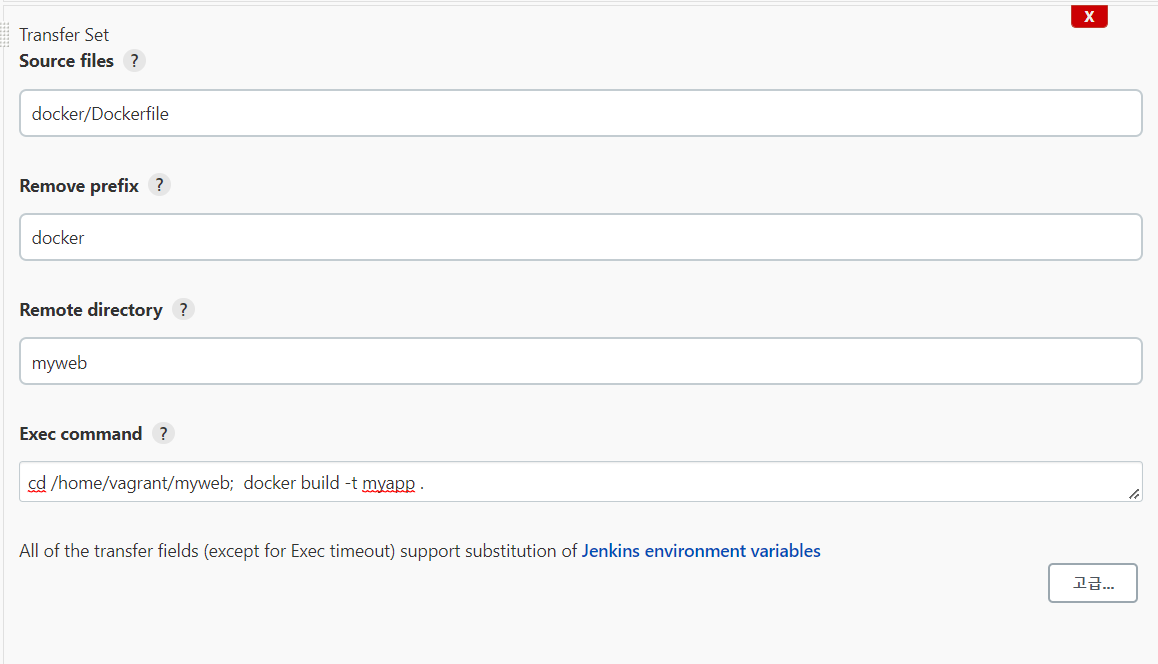 X
Transfer Set
Source files ?
docker/Dockerfile
Remove prefix ?
docker
Remote directory ?
myweb
Exec command ?
cd /home/vagrant/myweb;  docker build -t myapp .
All of the transfer fields (except for Exec timeout) support substitution of Jenkins environment variables
고급...